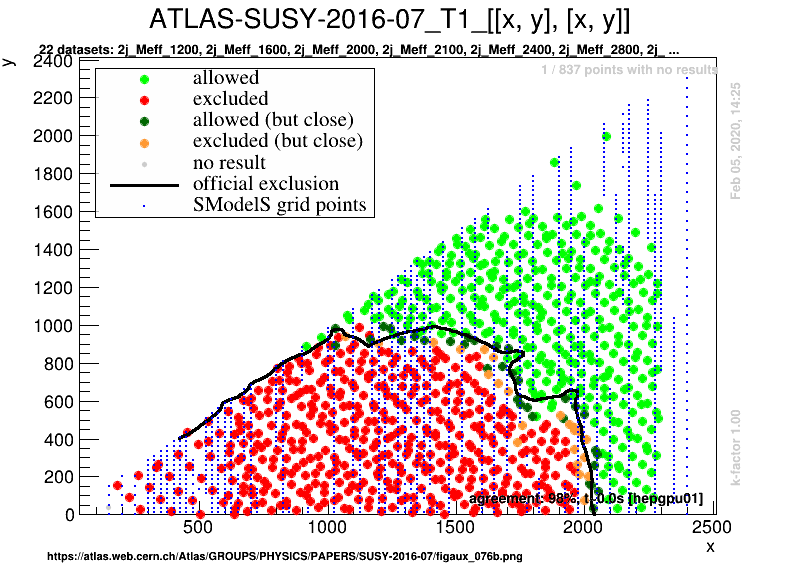 ATLAS-SUSY-2016-07_T1_[[x, y], [x, y]]
22 datasets: 2j_Meff_1200, 2j_Meff_1600, 2j_Meff_2000, 2j_Meff_2100, 2j_Meff_2400, 2j_Meff_2800, 2j_ ...
y
1 / 837 points with no results
allowed
excluded
allowed (but close)
excluded (but close)
no result
official exclusion
SModelS grid points
2400
2200
2000
1800
1600
1400
1200
1000
800
600
400
200
0
Feb 05, 2020, 14:25
k-factor 1.00
agreement: 98%, t~0.0s [hepgpu01]
500 1000 1500 2000 2500
x
https://atlas.web.cern.ch/Atlas/GROUPS/PHYSICS/PAPERS/SUSY-2016-07/figaux_076b.png